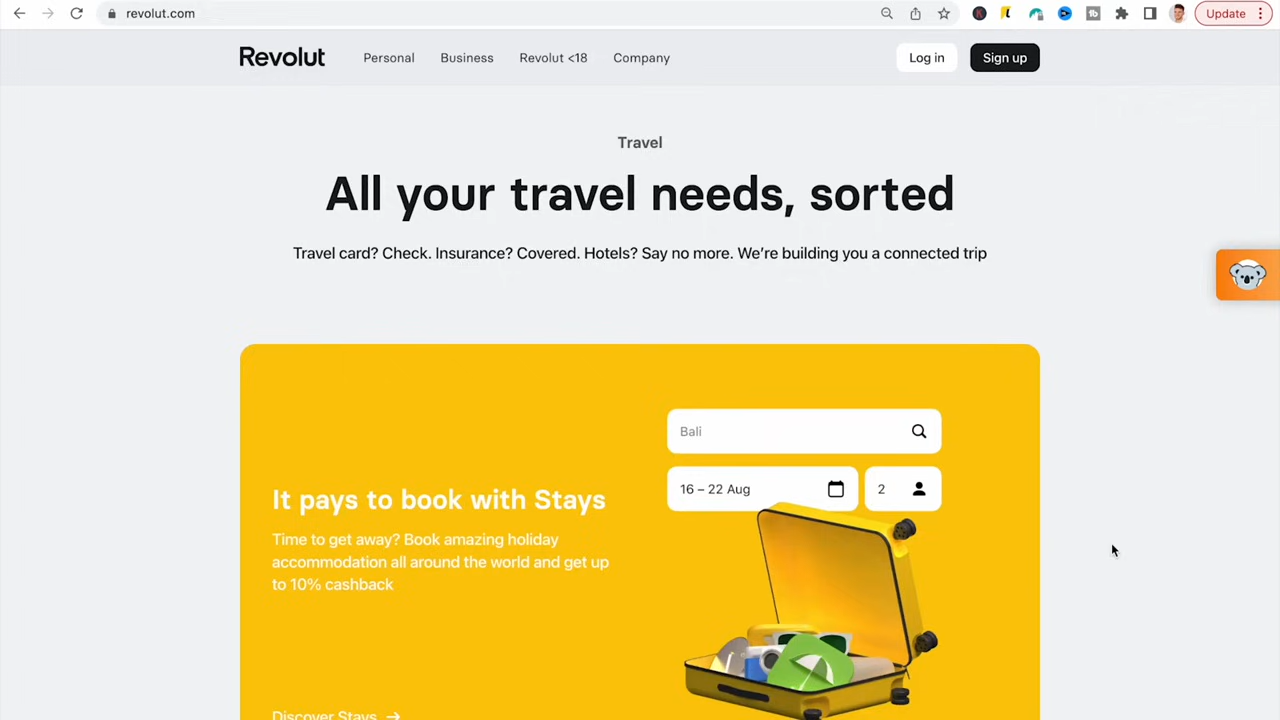 revolut.com
Update
Revolut
Personal
Business
Revolut <18
Company
Log in
Sign up
Travel
All your travel needs, sorted
Travel card? Check. Insurance? Covered. Hotels? Say no more. We’re building you a connected trip
Bali
16 – 22 Aug
2
It pays to book with Stays
Time to get away? Book amazing holiday
accommodation all around the world and get up
to 10% cashback
Discover Stays →